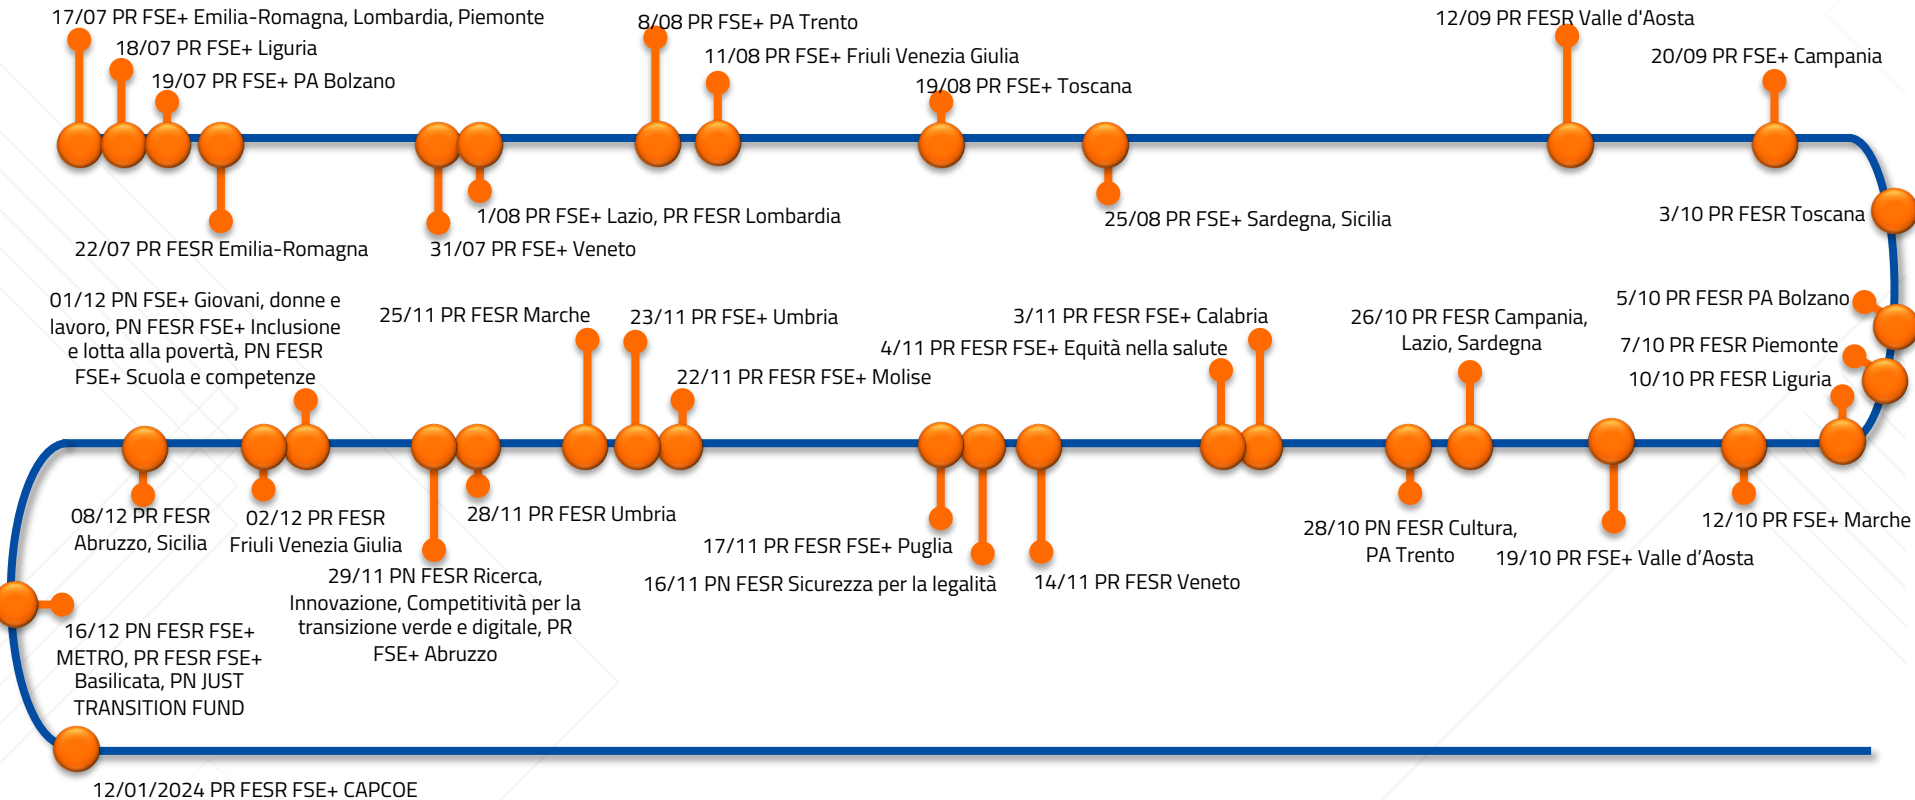 17/07 PR FSE+ Emilia-Romagna, Lombardia, Piemonte
18/07 PR FSE+ Liguria
19/07 PR FSE+ PA Bolzano
22/07 PR FESR Emilia-Romagna
31/07 PR FSE+ Veneto
1/08 PR FSE+ Lazio, PR FESR Lombardia
8/08 PR FSE+ PA Trento
11/08 PR FSE+ Friuli Venezia Giulia
19/08 PR FSE+ Toscana
25/08 PR FSE+ Sardegna, Sicilia
12/09 PR FESR Valle d'Aosta
20/09 PR FSE+ Campania
3/10 PR FESR Toscana
5/10 PR FESR PA Bolzano
7/10 PR FESR Piemonte
10/10 PR FESR Liguria
12/10 PR FSE+ Marche
19/10 PR FSE+ Valle d’Aosta
26/10 PR FESR Campania,
Lazio, Sardegna
28/10 PN FESR Cultura,
PA Trento
3/11 PR FESR FSE+ Calabria
4/11 PR FESR FSE+ Equità nella salute
14/11 PR FESR Veneto
16/11 PN FESR Sicurezza per la legalità
17/11 PR FESR FSE+ Puglia
22/11 PR FESR FSE+ Molise
23/11 PR FSE+ Umbria
25/11 PR FESR Marche
28/11 PR FESR Umbria
29/11 PN FESR Ricerca,
Innovazione, Competitività per la
transizione verde e digitale, PR
FSE+ Abruzzo
01/12 PN FSE+ Giovani, donne e
lavoro, PN FESR FSE+ Inclusione
e lotta alla povertà, PN FESR
FSE+ Scuola e competenze
02/12 PR FESR
Friuli Venezia Giulia
08/12 PR FESR
Abruzzo, Sicilia
16/12 PN FESR FSE+
METRO, PR FESR FSE+
Basilicata, PN JUST
TRANSITION FUND
12/01/2024 PR FESR FSE+ CAPCOE